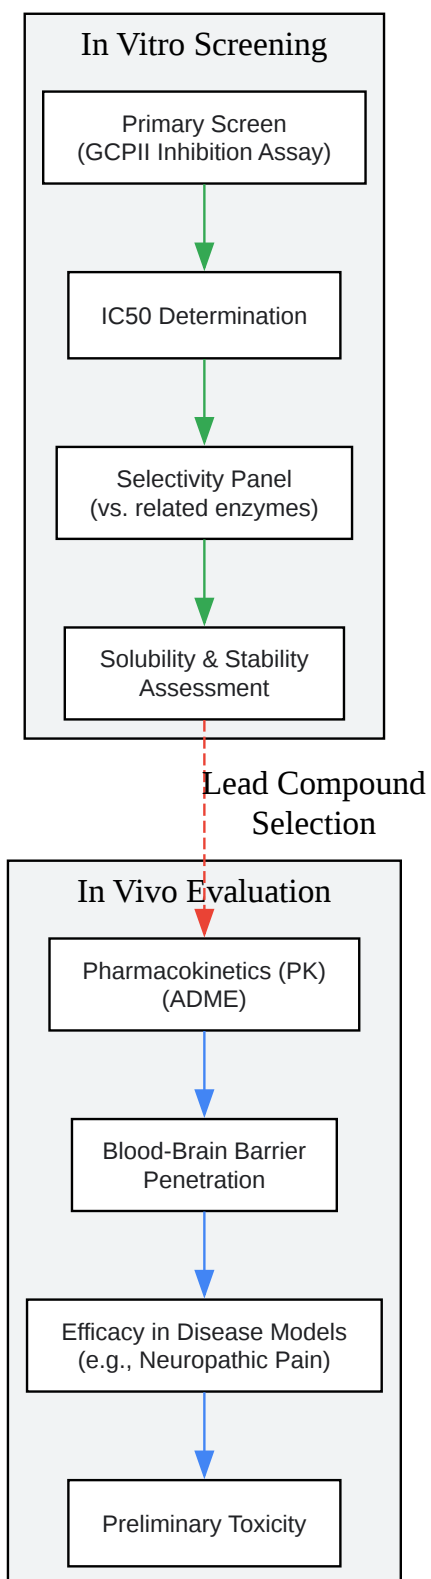 In Vitro Screening
Primary Screen
(GCPII Inhibition Assay)
IC50 Determination
Selectivity Panel
(vs. related enzymes)
Solubility & Stability
Assessment
Lead Compound
Selection
In Vivo Evaluation
Pharmacokinetics (PK)
(ADME)
Blood-Brain Barrier
Penetration
Efficacy in Disease Models
(e.g., Neuropathic Pain)
Preliminary Toxicity